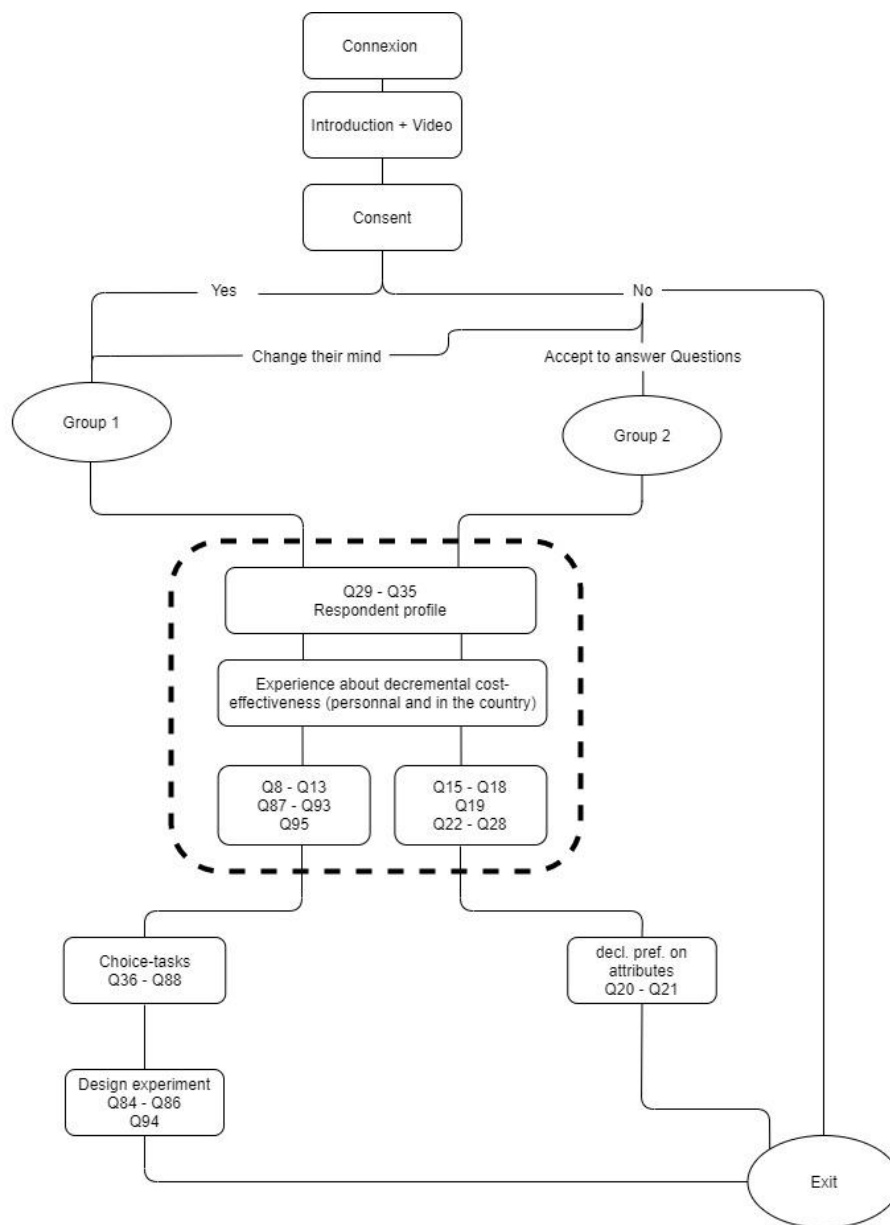 Connexion
Introduction + Video
Consent
Yes
No
Change their mind
Accept to answer Questions
Group 1
Group 2
Q29 - Q35
Respondent profile
Experience about decremental cost-
effectiveness (personnal and in the country)
Q8 - Q13
Q87 - Q93
Q95
Q15 - Q18
Q19
Q22 - Q28
Choice-tasks
Q36 - Q88
decl. pref. on
attributes
Q20 - Q21
Design experiment
Q84 - Q86
Q94
Exit